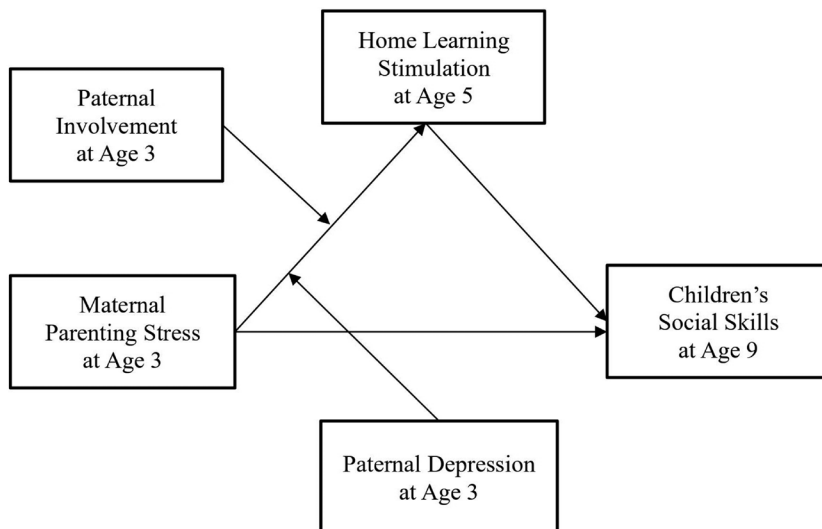 Home Learning
Stimulation
at Age 5
Paternal
Involvement
at Age 3
Maternal
Parenting Stress
at Age 3
Children’s
Social Skills
at Age 9
Paternal Depression
at Age 3